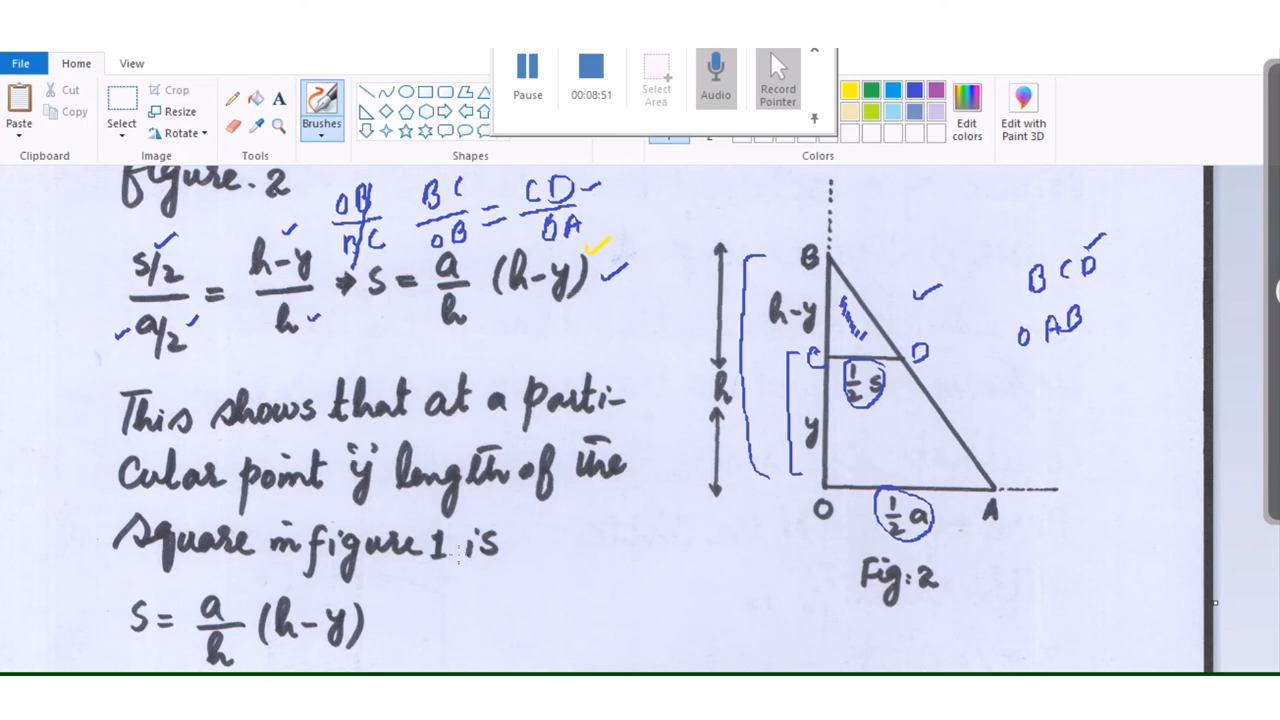 File Home View
Pause
00:08:51
Select Area
Audio
Record Pointer
Paste
Cut
Copy
Select
Crop
Resize
Rotate
A
Brushes
Edit colors
Edit with Paint 3D
Clipboard
Image
Tools
Shapes
Colors
figure. 2
BC/OB = CD/OA
s/2 / a/2 = h-y / h ⇒ s = a/h (h-y)
This shows that at a parti-
cular point 'y' length of the
square in figure 1 is
s = a/h (h-y)
B
h-y
C
D
1/2 s
h
y
O
1/2 a
A
Fig: 2
BCD
OAB